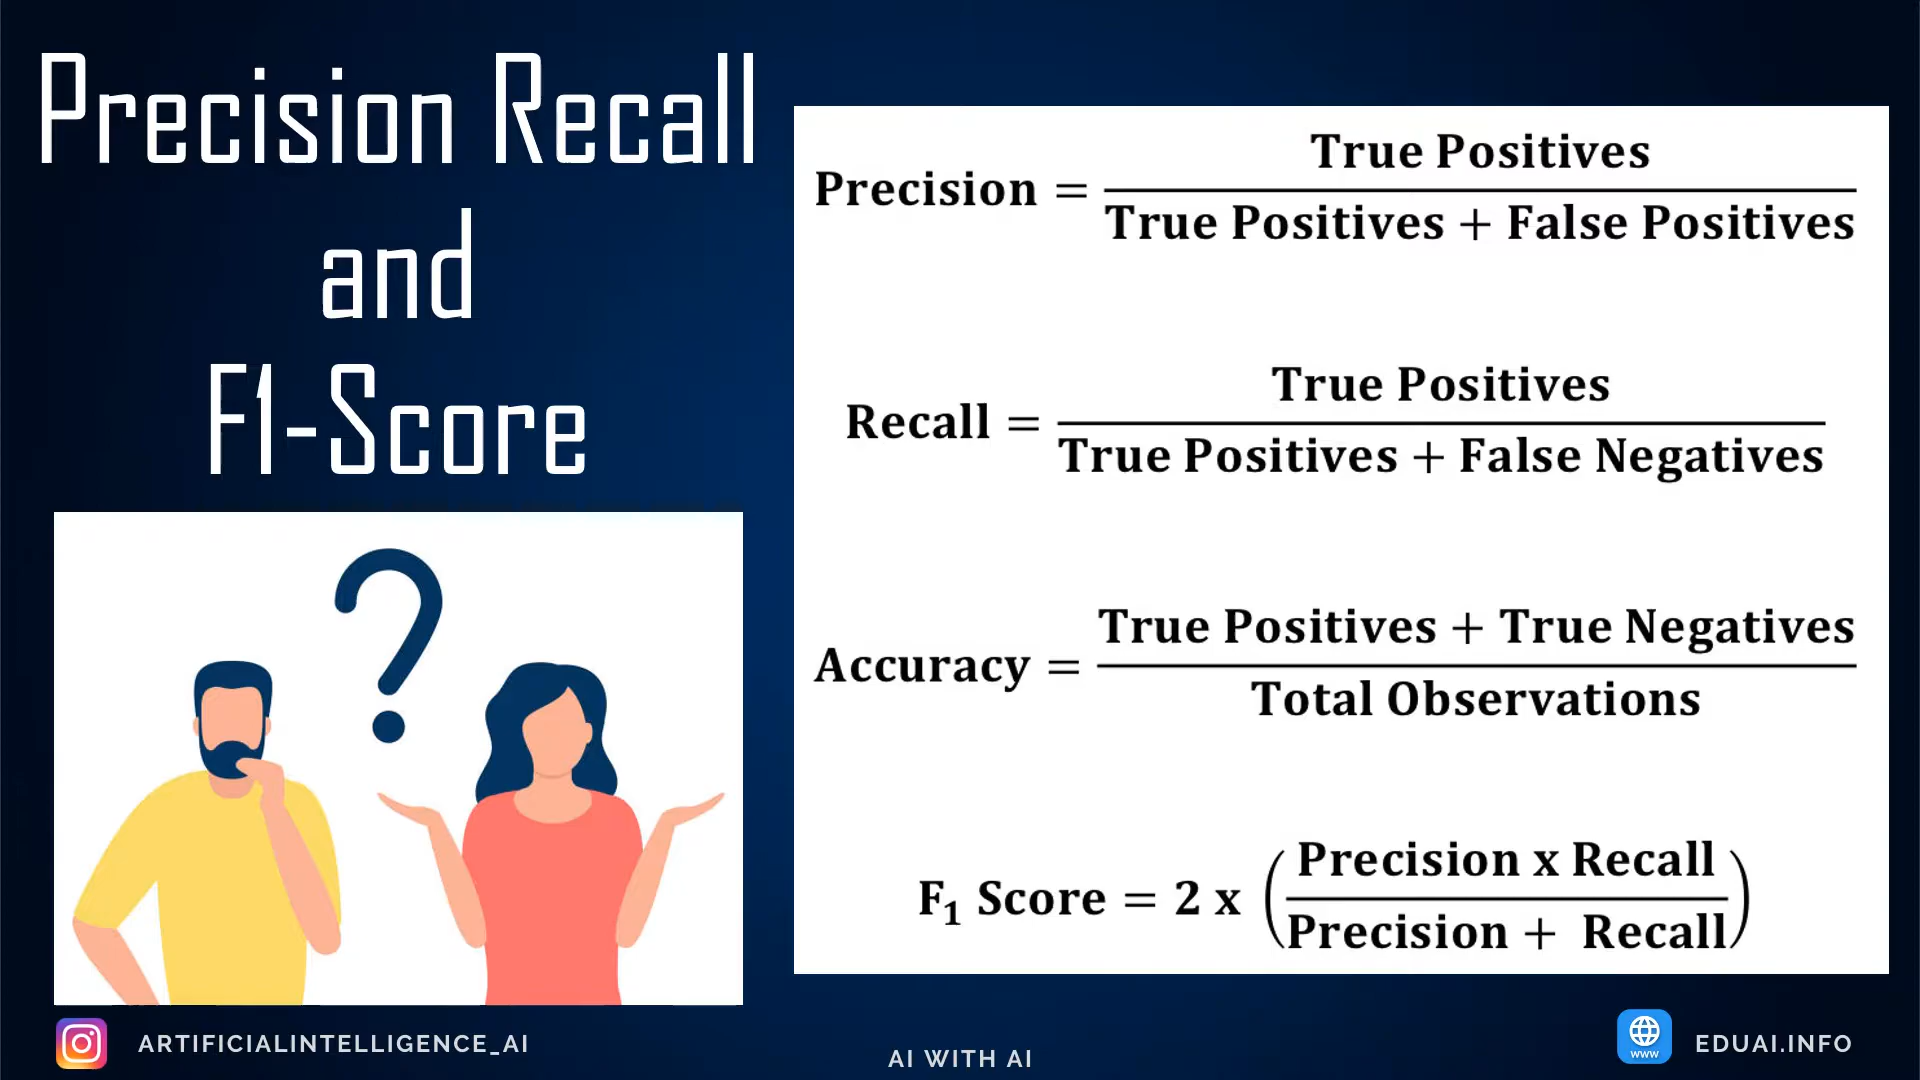 Precision Recall
and
F1-Score
?
Precision = True Positives / True Positives + False Positives
Recall = True Positives / True Positives + False Negatives
Accuracy = True Positives + True Negatives / Total Observations
F₁ Score = 2 x (Precision x Recall / Precision + Recall)
ARTIFICIALINTELLIGENCE_AI
AI WITH AI
WWW
EDUAI.INFO